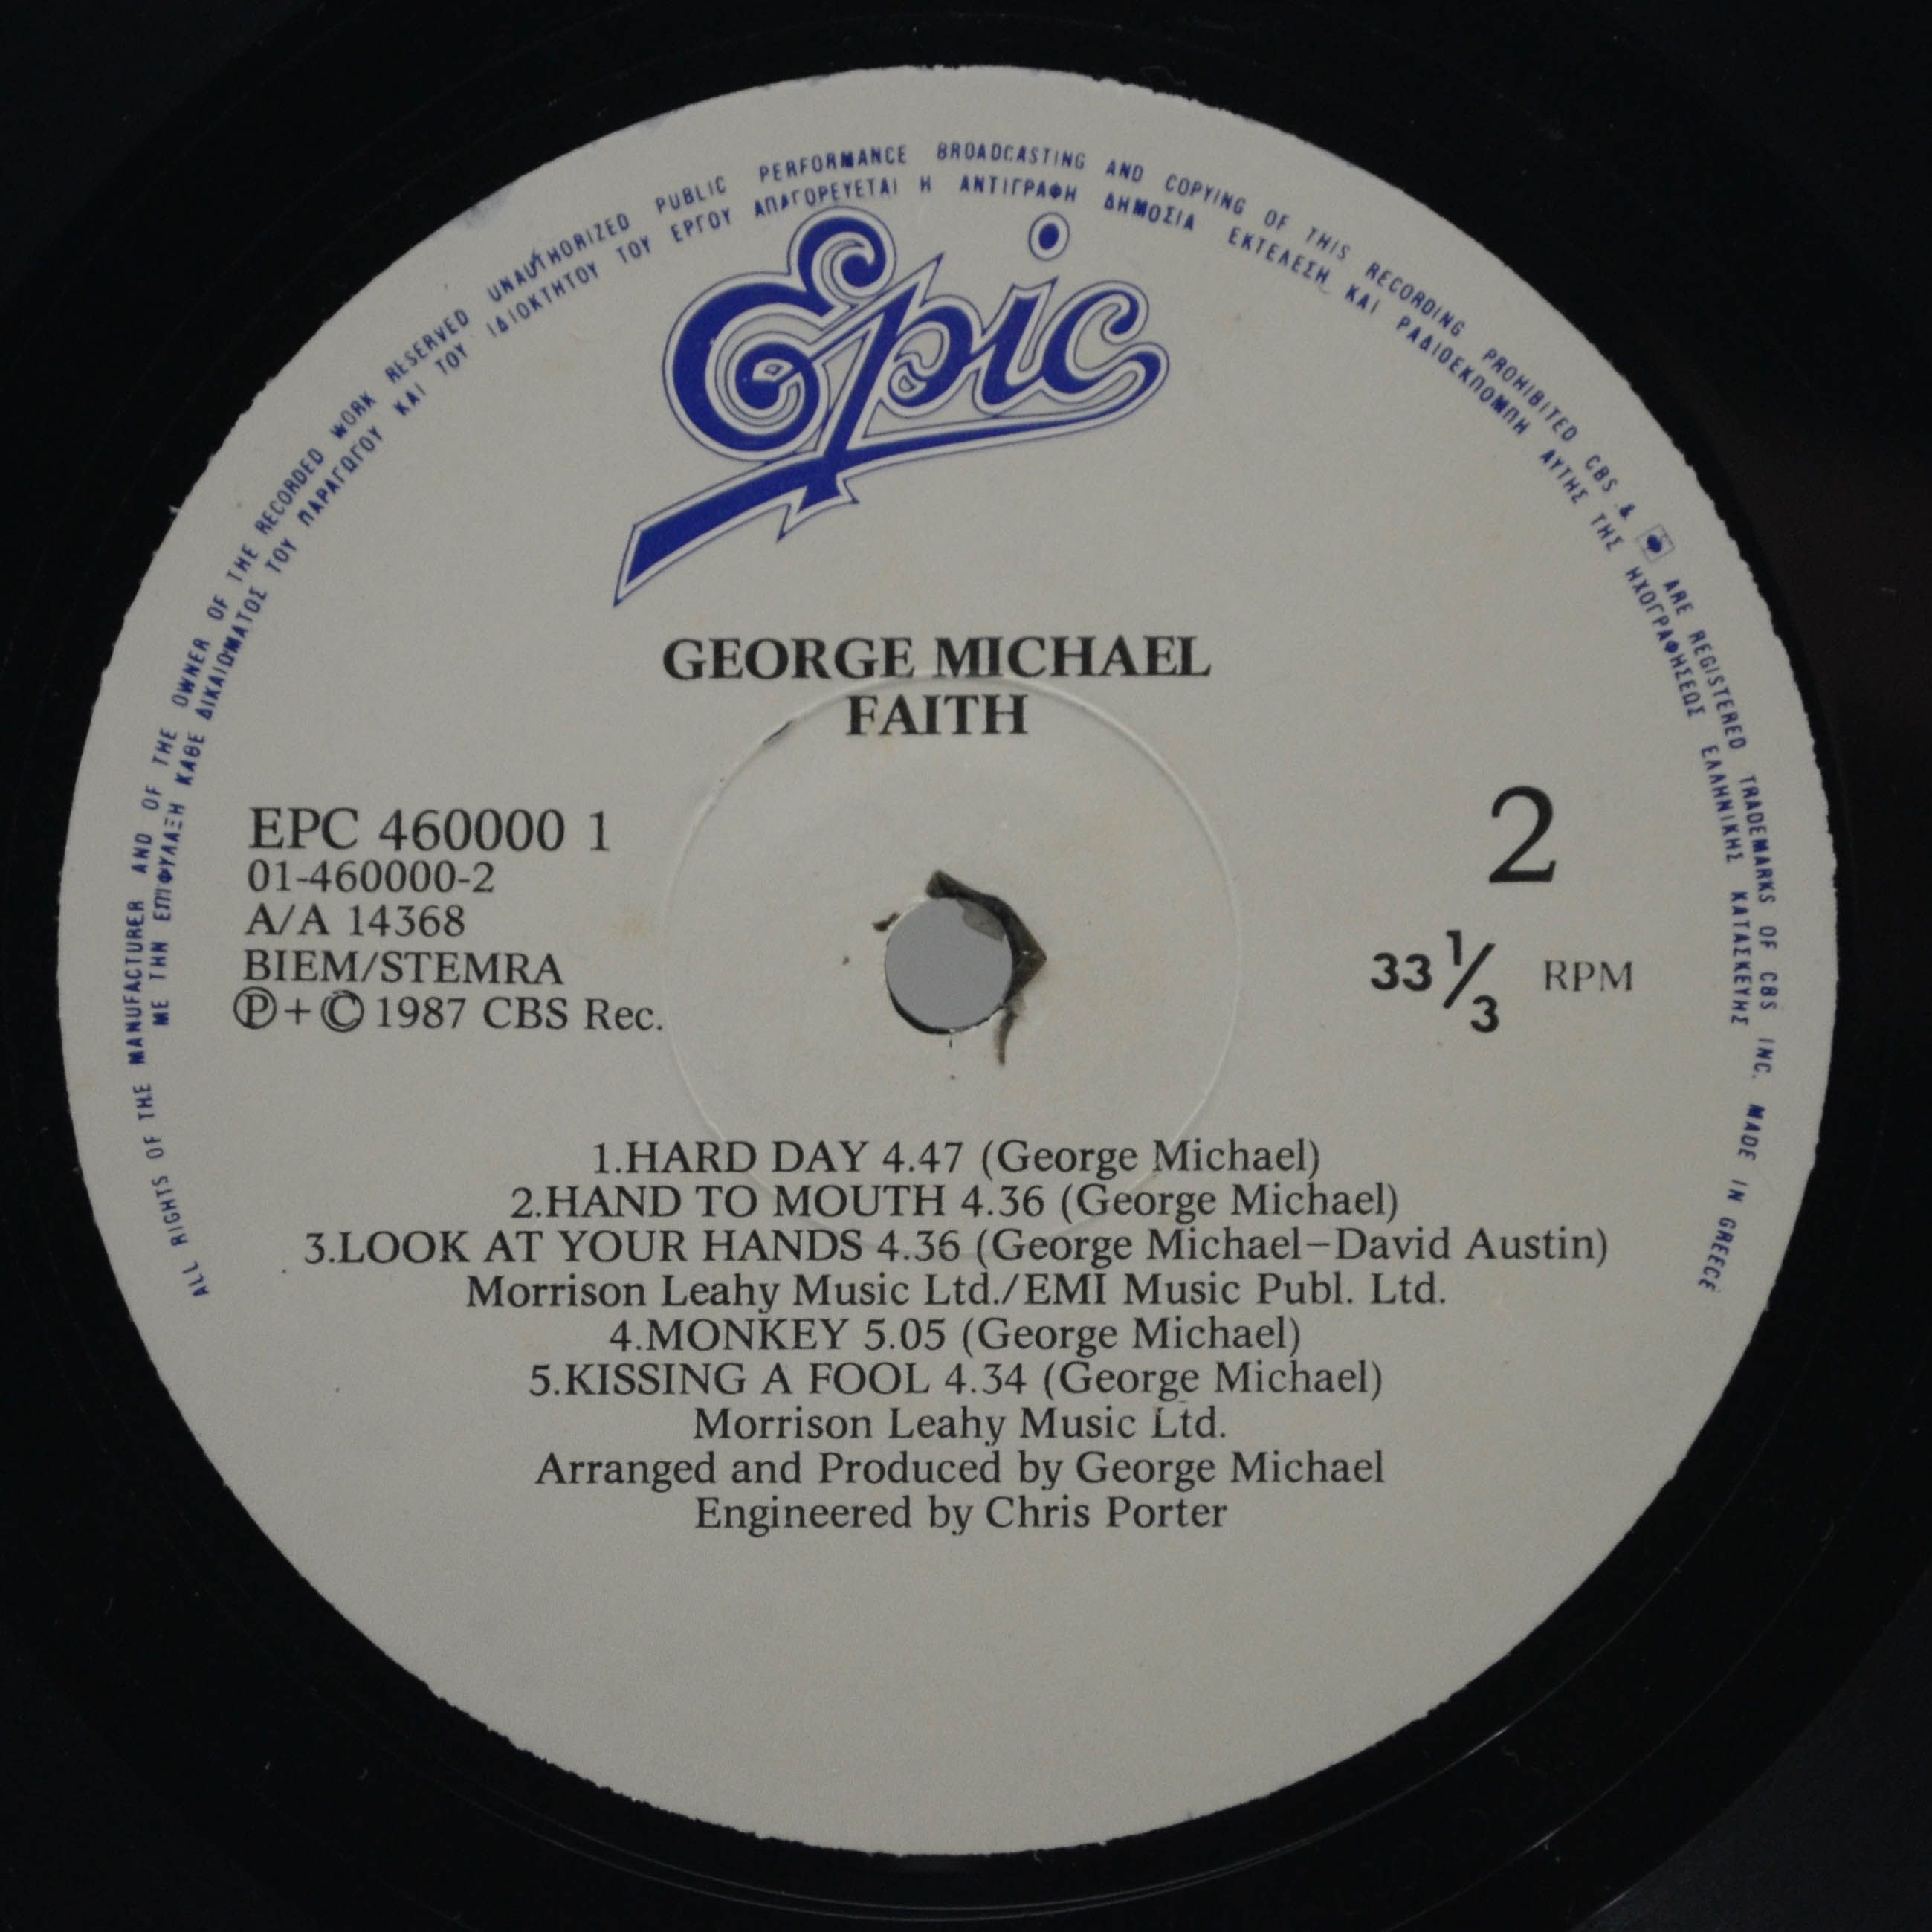 ALL RIGHTS OF THE MANUFACTURER AND OF THE OWNER OF THE RECORDED WORK RESERVED UNAUTHORIZED PUBLIC PERFORMANCE BROADCASTING AND COPYING OF THIS RECORDING PROHIBITED CBS & ARE REGISTERED TRADEMARKS OF CBS INC. MADE IN GREECE
ΜΕ ΤΗΝ ΕΠΙΦΥΛΑΞΗ ΚΑΘΕ ΔΙΚΑΙΩΜΑΤΟΣ ΤΟΥ ΠΑΡΑΓΩΓΟΥ ΚΑΙ ΤΟΥ ΙΔΙΟΚΤΗΤΟΥ ΤΟΥ ΕΡΓΟΥ ΑΠΑΓΟΡΕΥΕΤΑΙ Η ΑΝΤΙΓΡΑΦΗ ΔΗΜΟΣΙΑ ΕΚΤΕΛΕΣΗ ΚΑΙ ΡΑΔΙΟΕΚΠΟΜΠΗ ΑΥΤΗΣ ΤΗΣ ΗΧΟΓΡΑΦΗΣΕΩΣ ΕΛΛΗΝΙΚΗΣ ΚΑΤΑΣΚΕΥΗΣ
Epic
GEORGE MICHAEL
FAITH
EPC 460000 1
01-460000-2
A/A 14368
BIEM/STEMRA
Ⓟ+© 1987 CBS Rec.
2
33 1/3 RPM
1.HARD DAY 4.47 (George Michael)
2.HAND TO MOUTH 4.36 (George Michael)
3.LOOK AT YOUR HANDS 4.36 (George Michael–David Austin)
Morrison Leahy Music Ltd./EMI Music Publ. Ltd.
4.MONKEY 5.05 (George Michael)
5.KISSING A FOOL 4.34 (George Michael)
Morrison Leahy Music Ltd.
Arranged and Produced by George Michael
Engineered by Chris Porter